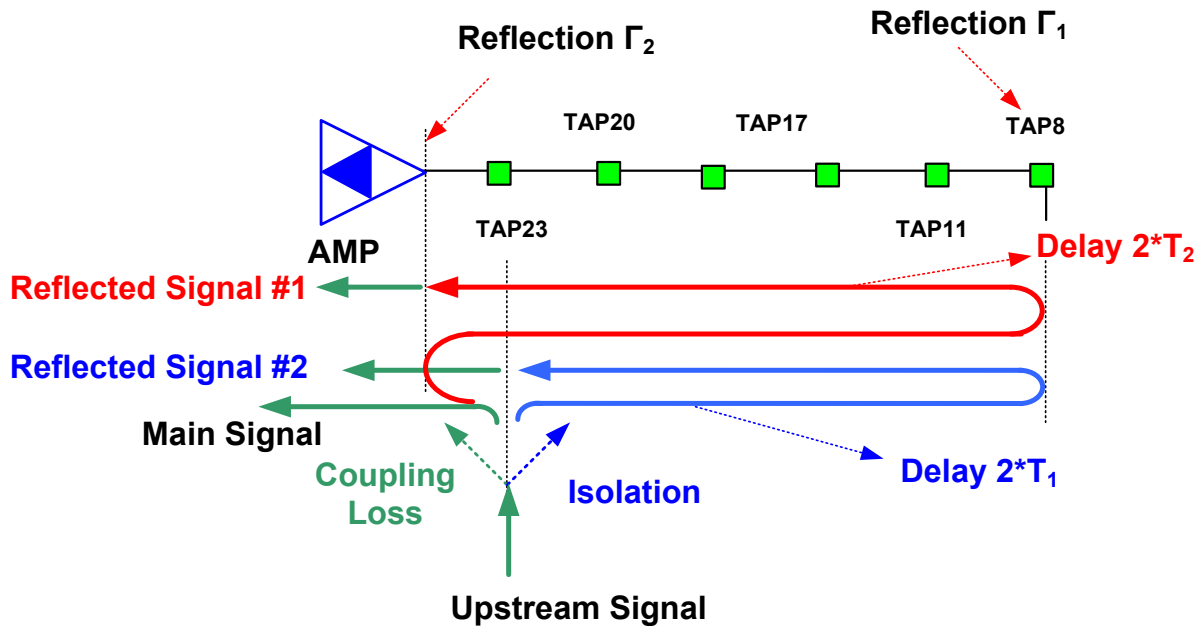 Reflection Γ₂
Reflection Γ₁
TAP20
TAP17
TAP8
AMP
TAP23
TAP11
Delay 2*T₂
Reflected Signal #1
Reflected Signal #2
Main Signal
Coupling
Loss
Isolation
Delay 2*T₁
Upstream Signal